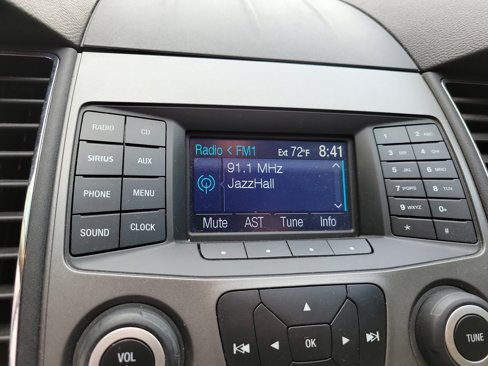 RADIO
CD
SIRIUS
AUX
PHONE
MENU
SOUND
CLOCK
Radio < FM1 Ext 72°F 8:41
91.1 MHz
JazzHall
Mute AST Tune Info
1
2 ABC
3 DEF
4 GHI
5 JKL
6 MNO
7 PQRS
8 TUV
9 WXYZ
0
*
#
VOL
OK
TUNE